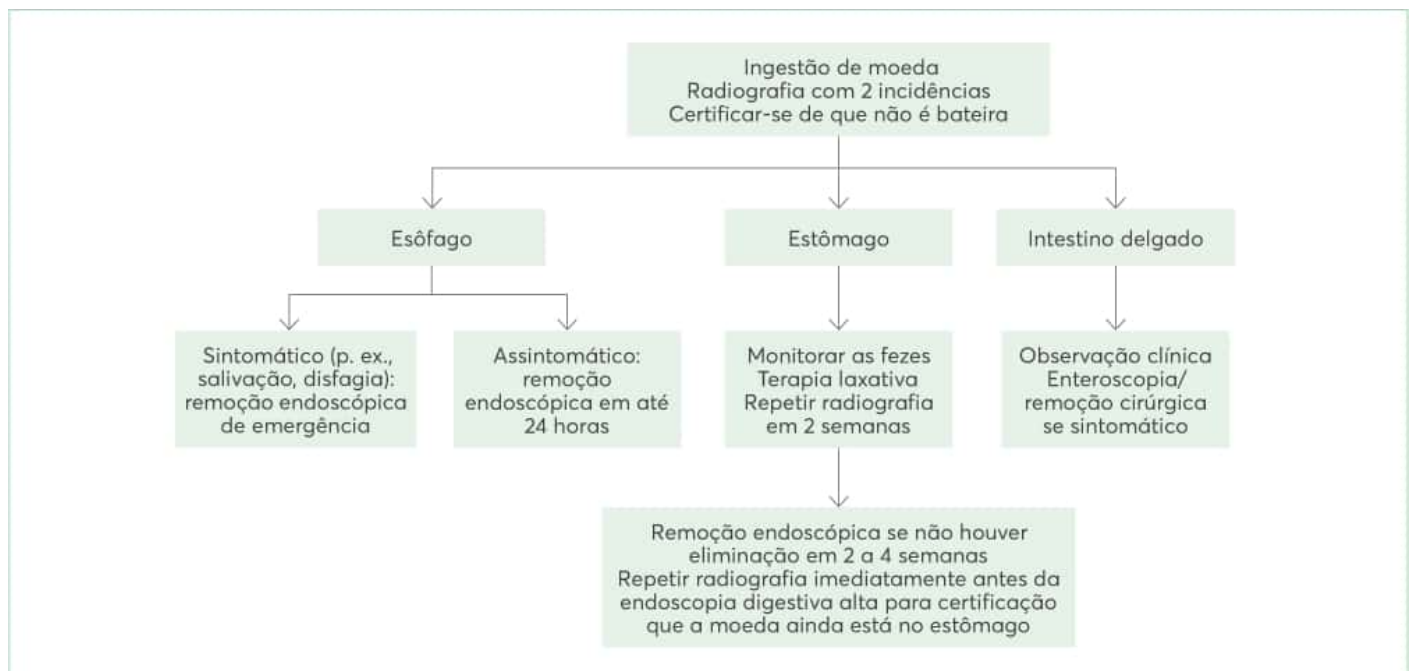 Ingestão de moeda
Radiografia com 2 incidências
Certificar-se de que não é bateira
Esôfago
Estômago
Intestino delgado
Sintomático (p. ex.,
salivação, disfagia):
remoção endoscópica
de emergência
Assintomático:
remoção
endoscópica em até
24 horas
Monitorar as fezes
Terapia laxativa
Repetir radiografia
em 2 semanas
Observação clínica
Enteroscopia/
remoção cirúrgica
se sintomático
Remoção endoscópica se não houver
eliminação em 2 a 4 semanas
Repetir radiografia imediatamente antes da
endoscopia digestiva alta para certificação
que a moeda ainda está no estômago